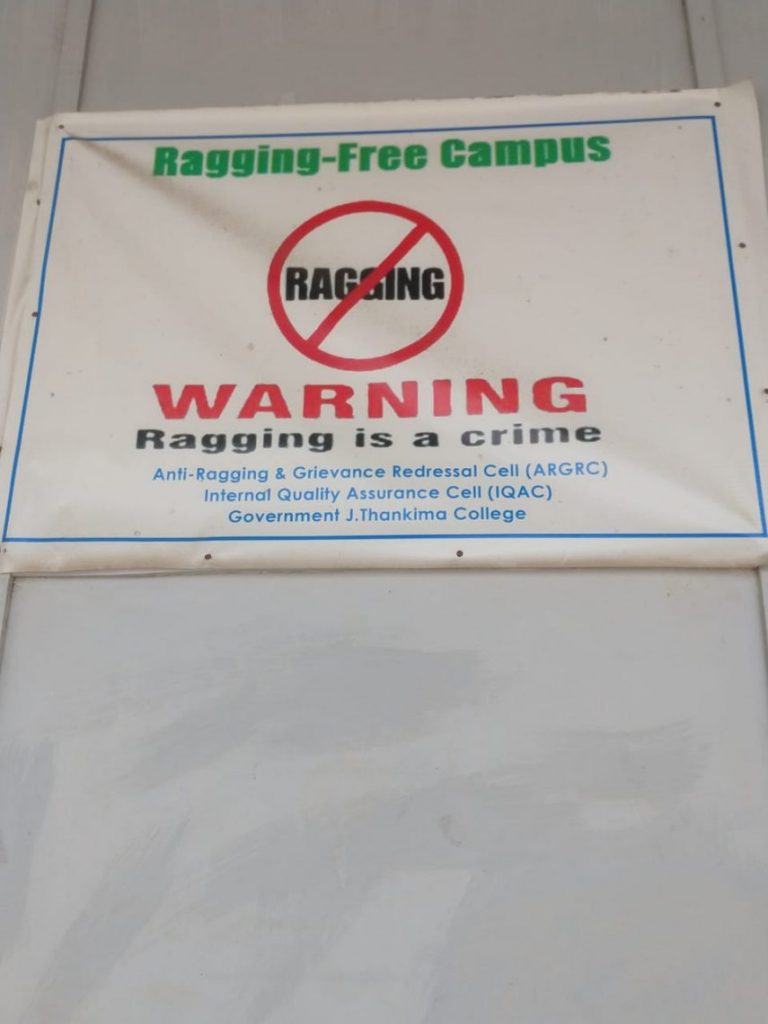 Ragging-Free Campus
RAGGING
WARNING
Ragging is a crime
Anti-Ragging & Grievance Redressal Cell (ARGRC)
Internal Quality Assurance Cell (IQAC)
Government J.Thankima College